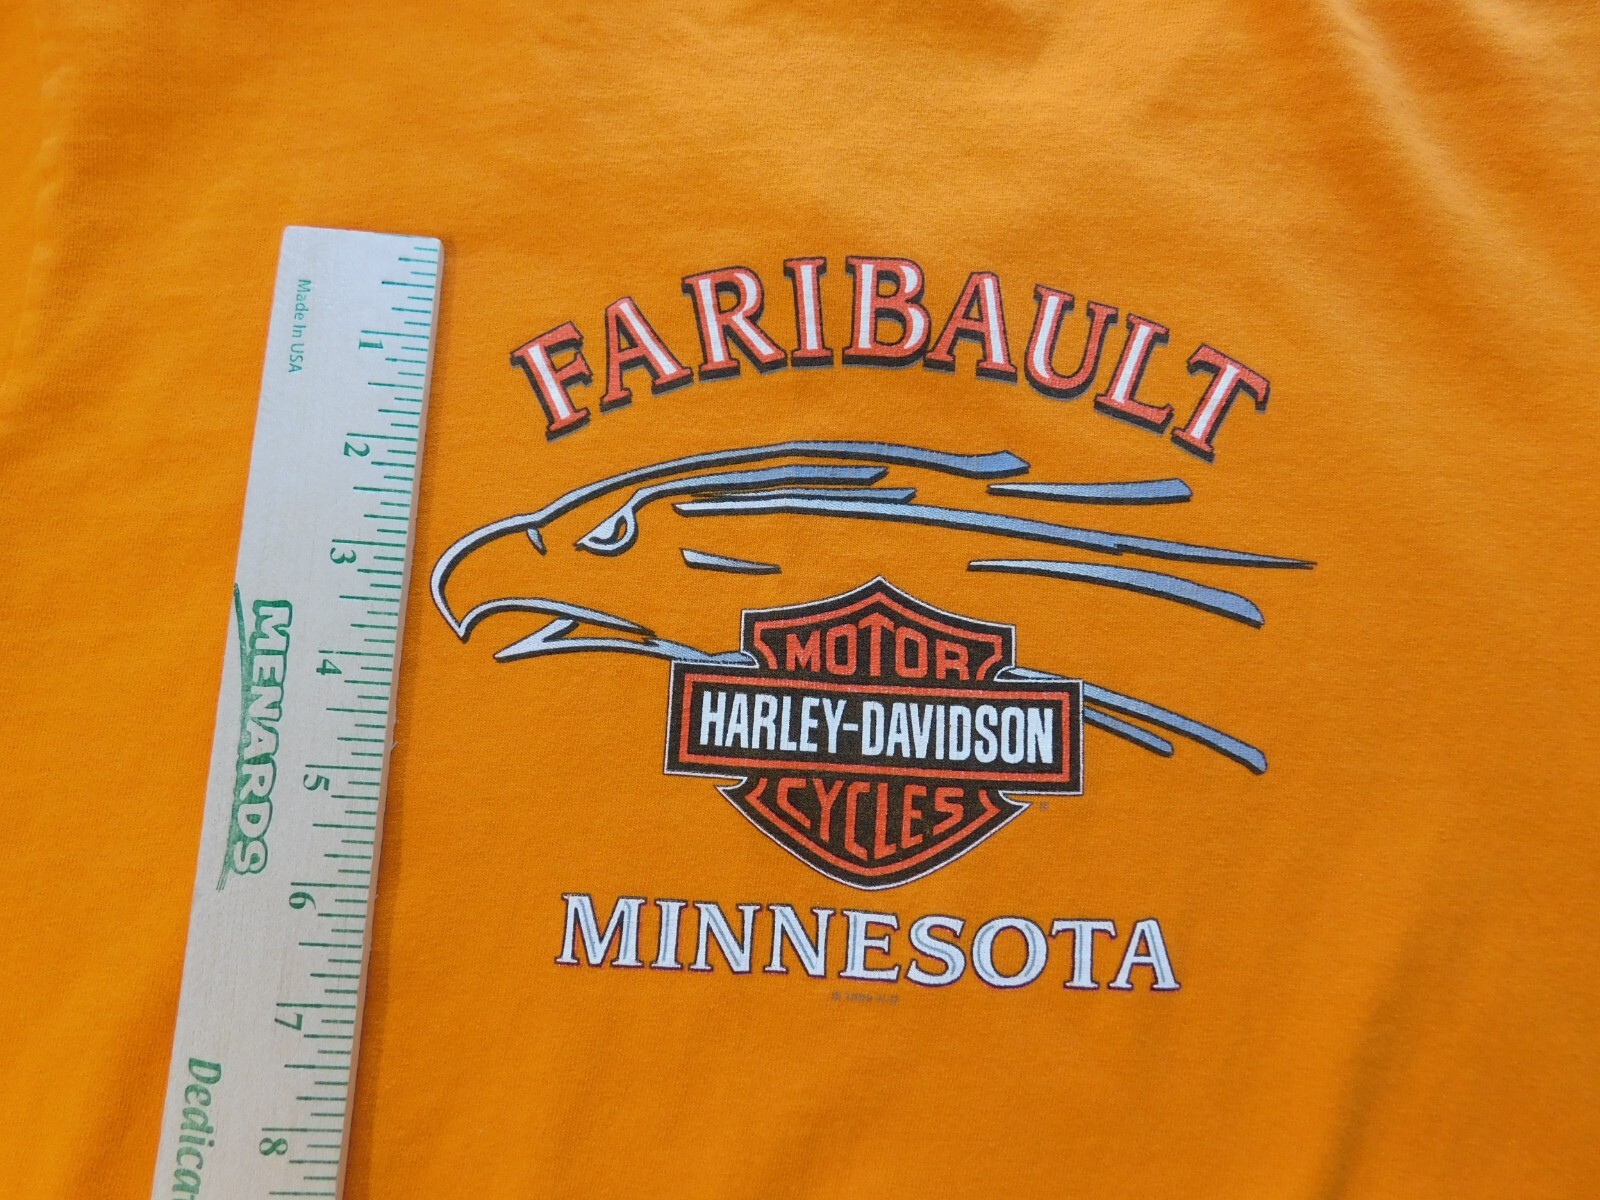 FARIBAULT
MOTOR
HARLEY-DAVIDSON
CYCLES
®
MINNESOTA
Made In USA
1
2
3
4
5
6
7
8
MENARDS